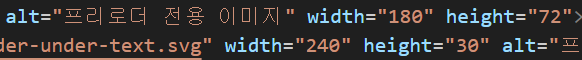 alt="프리로더 전용 이미지" width="180" height="72">
der-under-text.svg" width="240" height="30" alt="프